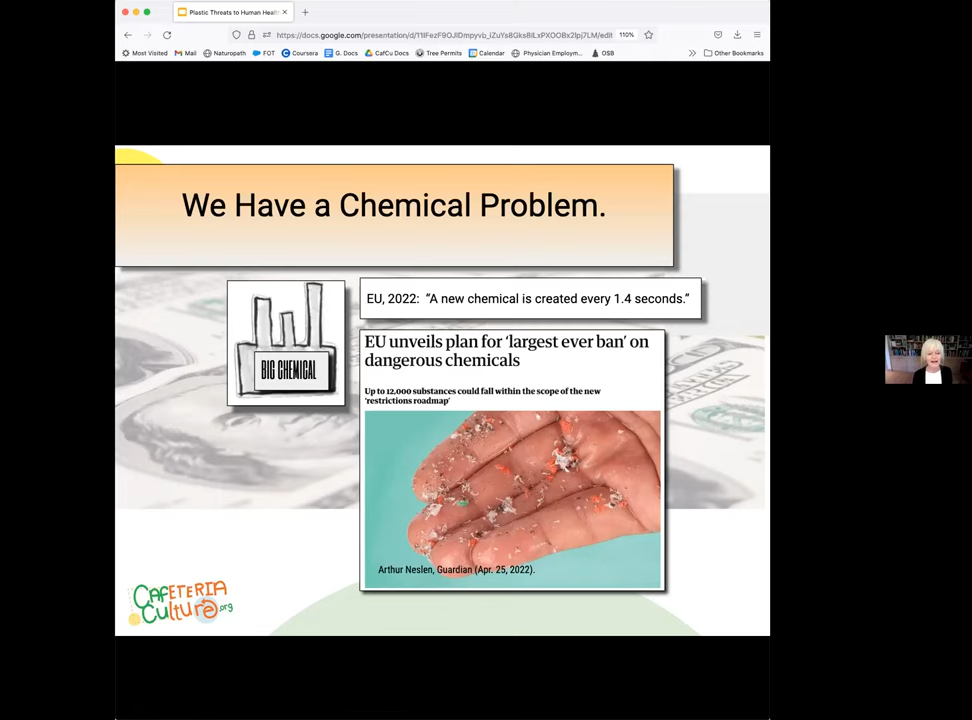 Plastic Threats to Human Healt
https://docs.google.com/presentation/d/
110%
Most Visited
Mail
Naturopath
FOT
Coursera
G. Docs
CafCu Docs
Tree Permits
Calendar
Physician Employm...
OSB
Other Bookmarks
We Have a Chemical Problem.
EU, 2022: “A new chemical is created every 1.4 seconds.”
BIG CHEMICAL
EU unveils plan for ‘largest ever ban’ on
dangerous chemicals
Up to 12,000 substances could fall within the scope of the new
‘restrictions roadmap’
Arthur Neslen, Guardian (Apr. 25, 2022).
CaFETERIA
CuLturE.org